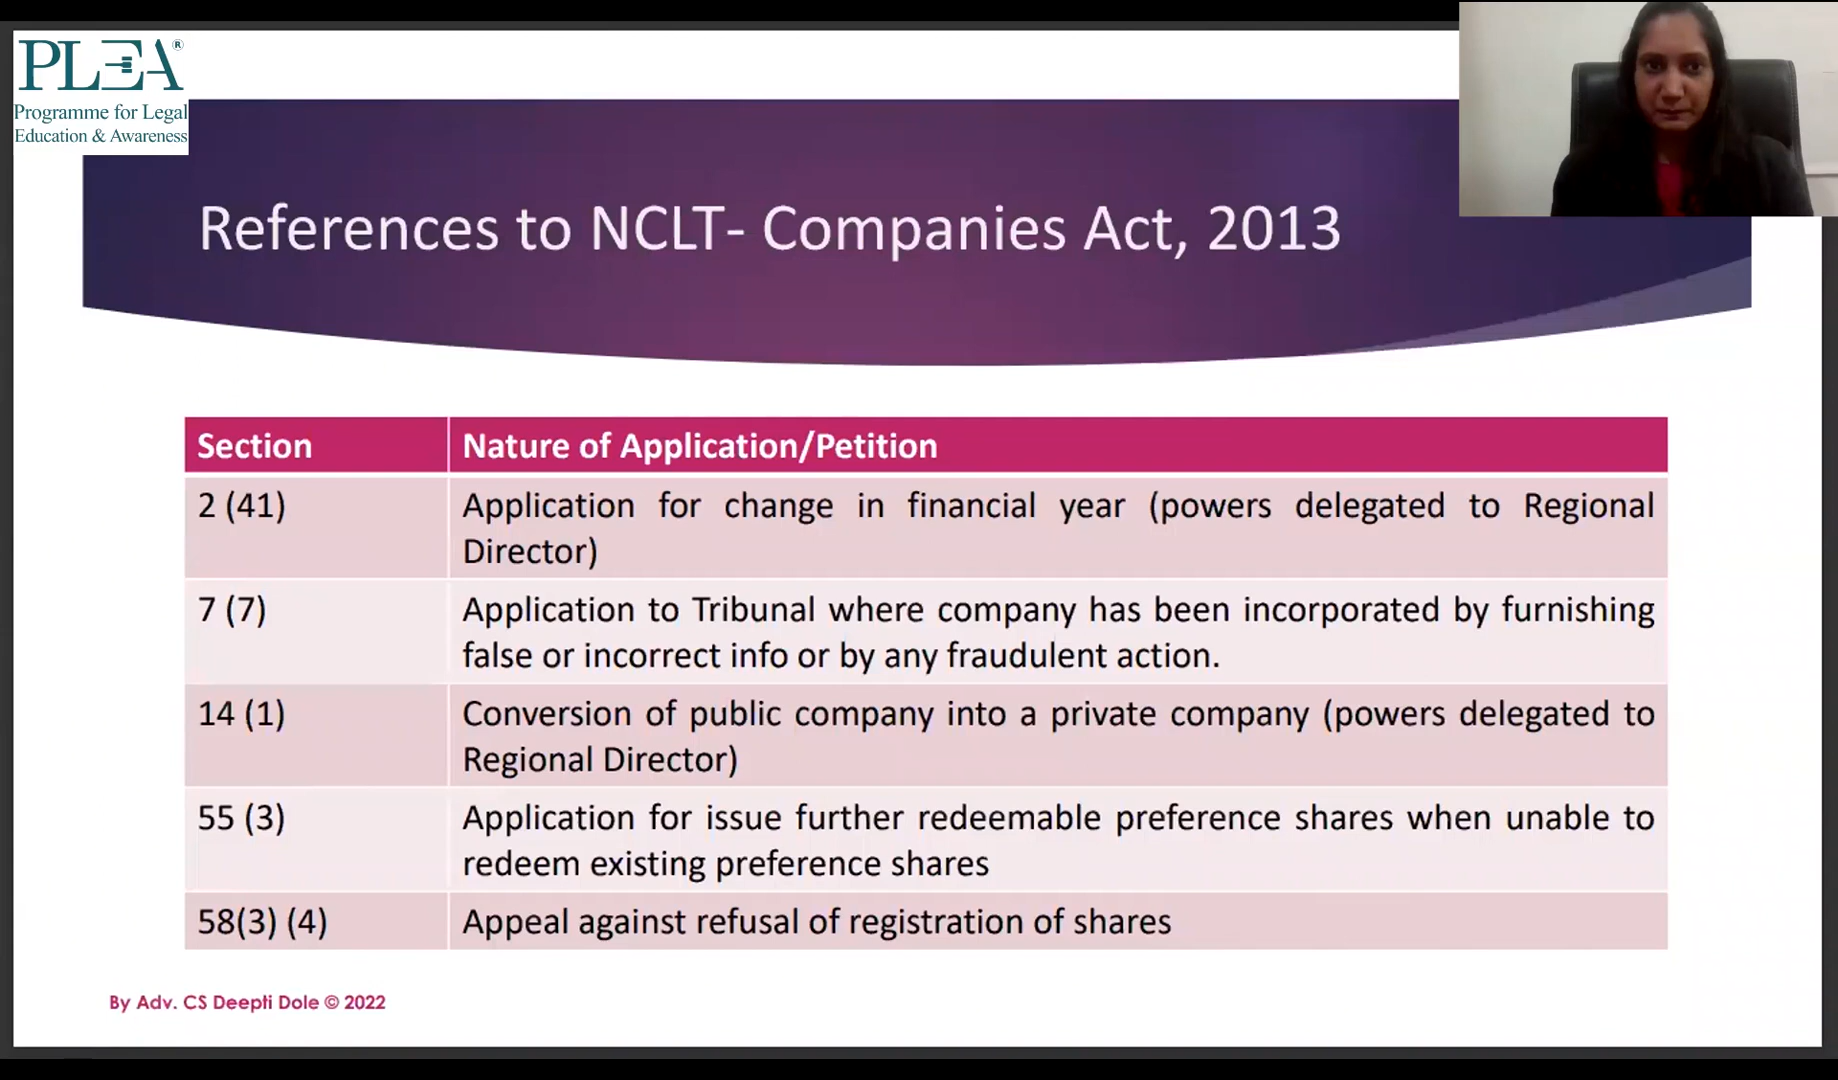 PLEA®
Programme for Legal
Education & Awareness
References to NCLT- Companies Act, 2013
Section
Nature of Application/Petition
2 (41)
Application for change in financial year (powers delegated to Regional
Director)
7 (7)
Application to Tribunal where company has been incorporated by furnishing
false or incorrect info or by any fraudulent action.
14 (1)
Conversion of public company into a private company (powers delegated to
Regional Director)
55 (3)
Application for issue further redeemable preference shares when unable to
redeem existing preference shares
58(3) (4)
Appeal against refusal of registration of shares
By Adv. CS Deepti Dole © 2022